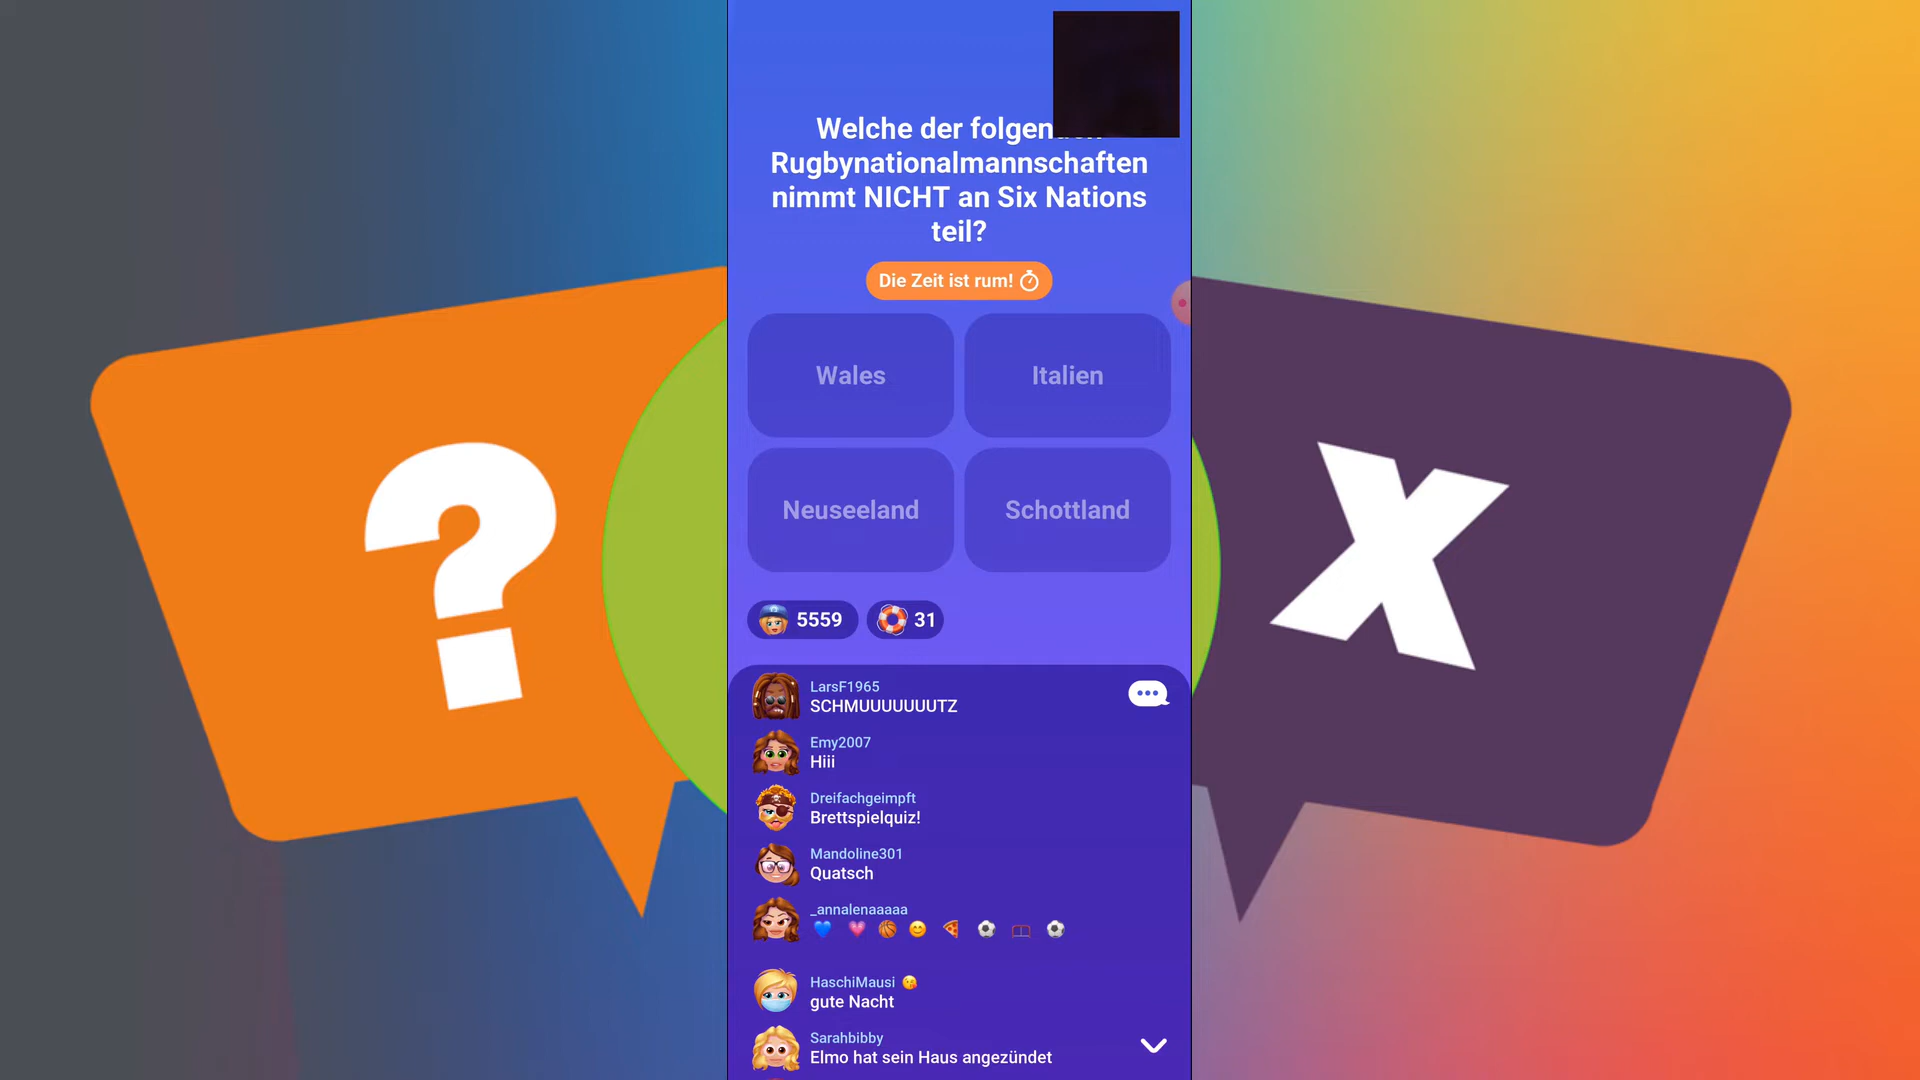 Welche der folgenden
Rugbynationalmannschaften
nimmt NICHT an Six Nations
teil?
Die Zeit ist rum!
Wales
Italien
Neuseeland
Schottland
5559
31
LarsF1965
SCHMUUUUUUUTZ
Emy2007
Hiii
Dreifachgeimpft
Brettspielquiz!
Mandoline301
Quatsch
_annalenaaaaa
💙 💗 🏀 😊 🍕 ⚽ 📖 ⚽
HaschiMausi 😘
gute Nacht
Sarahbibby
Elmo hat sein Haus angezündet
? X